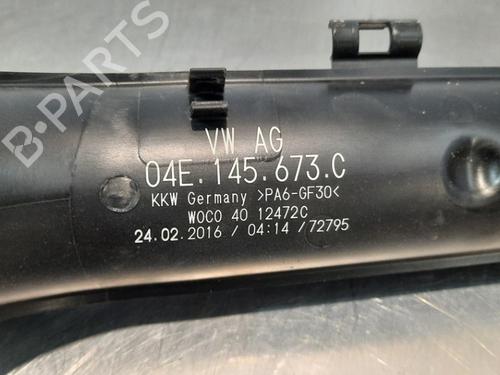 B-PARTS
VW AG
04E.145.673.C
KKW Germany >PA6-GF30<
WOCO 40 12472C
24.02.2016 / 04:14 /72795